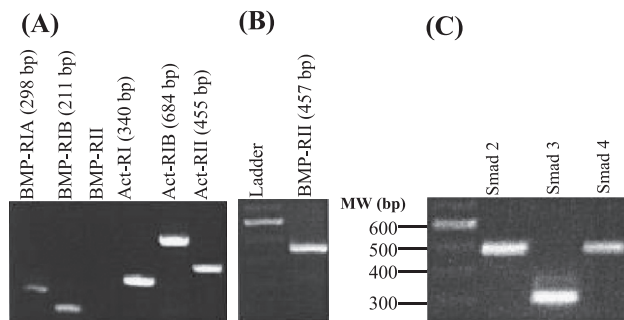 (A)
BMP-RIA (298 bp)
BMP-RIB (211 bp)
BMP-RII
Act-RI (340 bp)
Act-RIB (684 bp)
Act-RII (455 bp)
(B)
Ladder
BMP-RII (457 bp)
(C)
Smad 2
Smad 3
Smad 4
MW (bp)
600
500
400
300